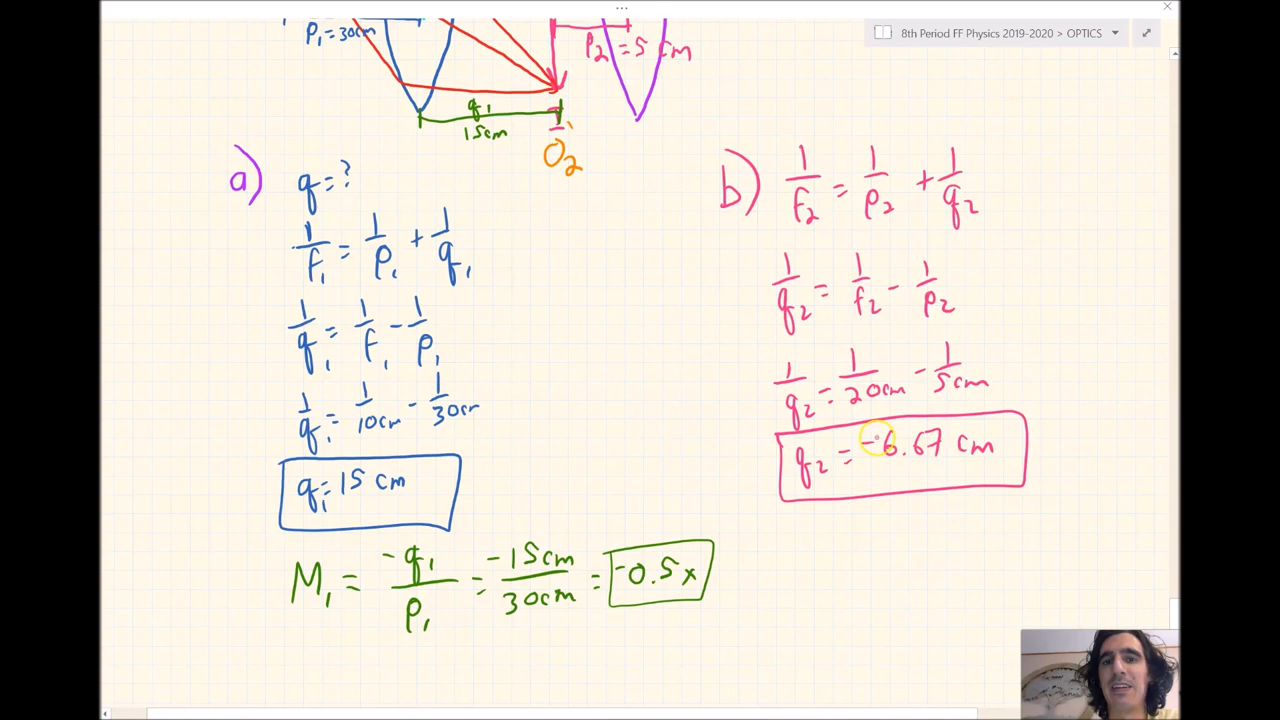 8th Period FF Physics 2019-2020 > OPTICS
P₁ = 30cm
P₂ = 5 cm
q₁
15cm
I₁
O₂
a)
q = ?
1/f₁ = 1/p₁ + 1/q₁
1/q₁ = 1/f₁ - 1/p₁
1/q₁ = 1/10cm - 1/30cm
q₁ = 15 cm
M₁ = -q₁/p₁ = -15cm/30cm = -0.5x
b)
1/f₂ = 1/p₂ + 1/q₂
1/q₂ = 1/f₂ - 1/p₂
1/q₂ = 1/20cm - 1/5cm
q₂ = -6.67 cm